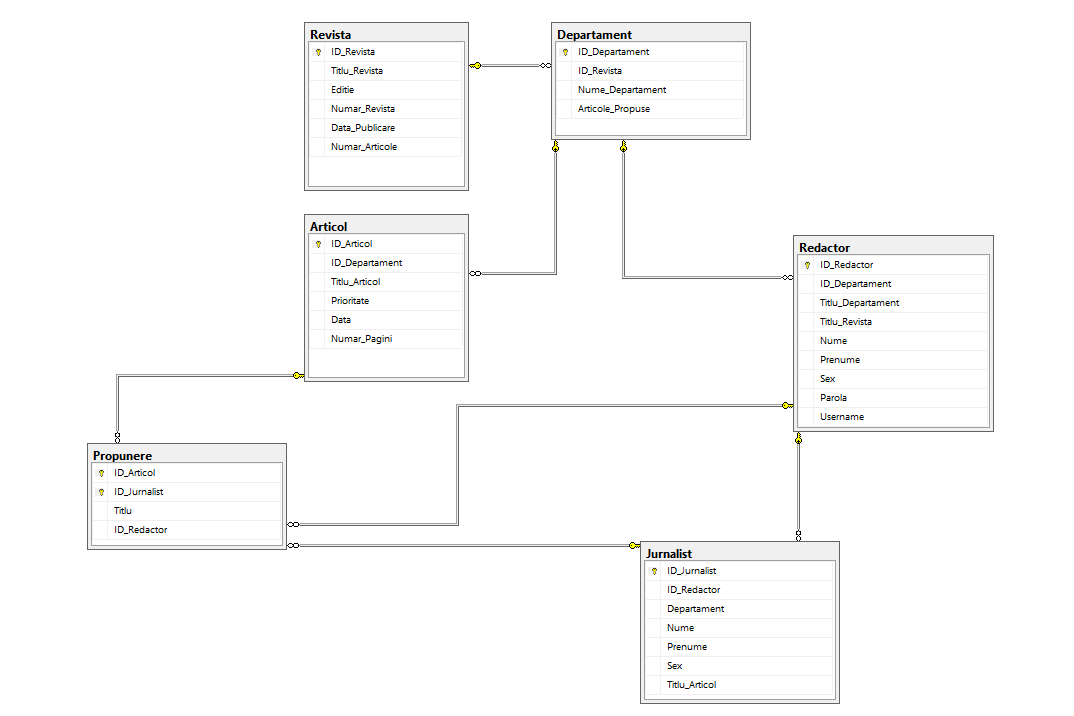 Revista
ID_Revista
Titlu_Revista
Editie
Numar_Revista
Data_Publicare
Numar_Articole
Departament
ID_Departament
ID_Revista
Nume_Departament
Articole_Propuse
Articol
ID_Articol
ID_Departament
Titlu_Articol
Prioritate
Data
Numar_Pagini
Redactor
ID_Redactor
ID_Departament
Titlu_Departament
Titlu_Revista
Nume
Prenume
Sex
Parola
Username
Propunere
ID_Articol
ID_Jurnalist
Titlu
ID_Redactor
Jurnalist
ID_Jurnalist
ID_Redactor
Departament
Nume
Prenume
Sex
Titlu_Articol